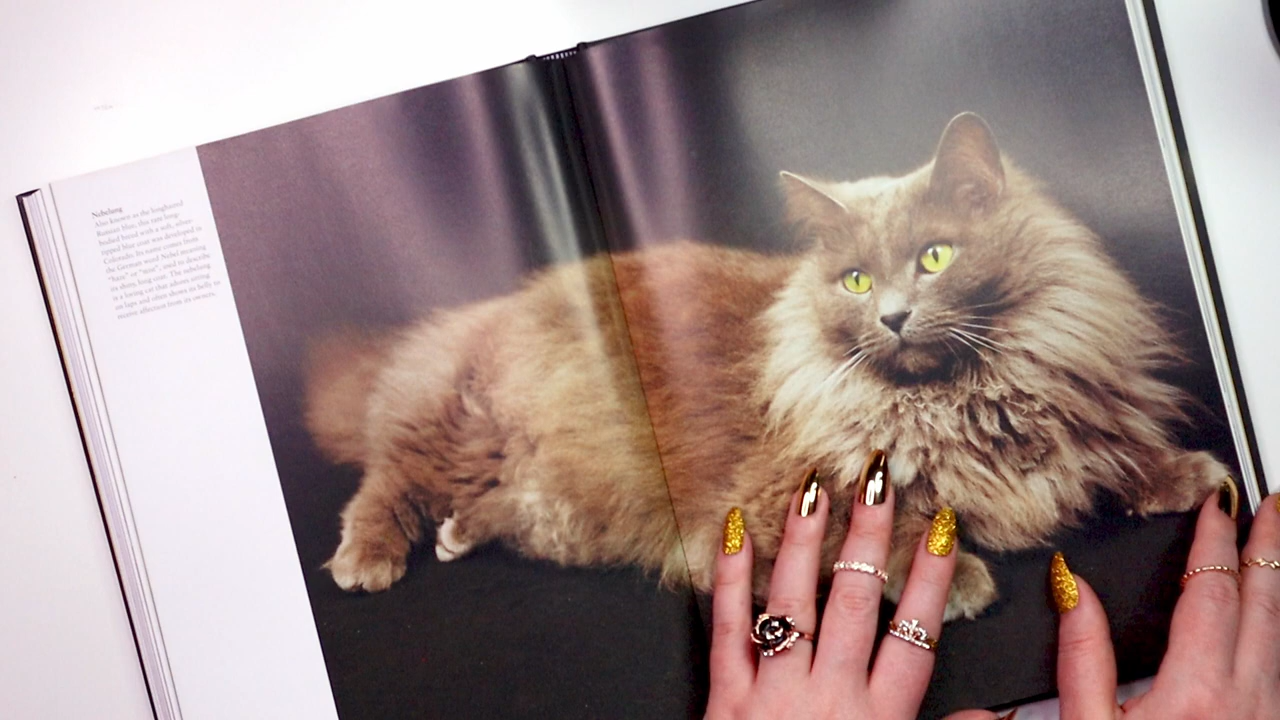 Nebelung
Also known as the longhaired
Russian blue, this rare long-
bodied breed with a soft, silver-
tipped blue coat was developed in
Colorado. Its name comes from
the German word Nebel meaning
"haze" or "mist", used to describe
its shiny, long coat. The nebelung
is a loving cat that adores sitting
on laps and often shows its belly to
receive affection from its owners.